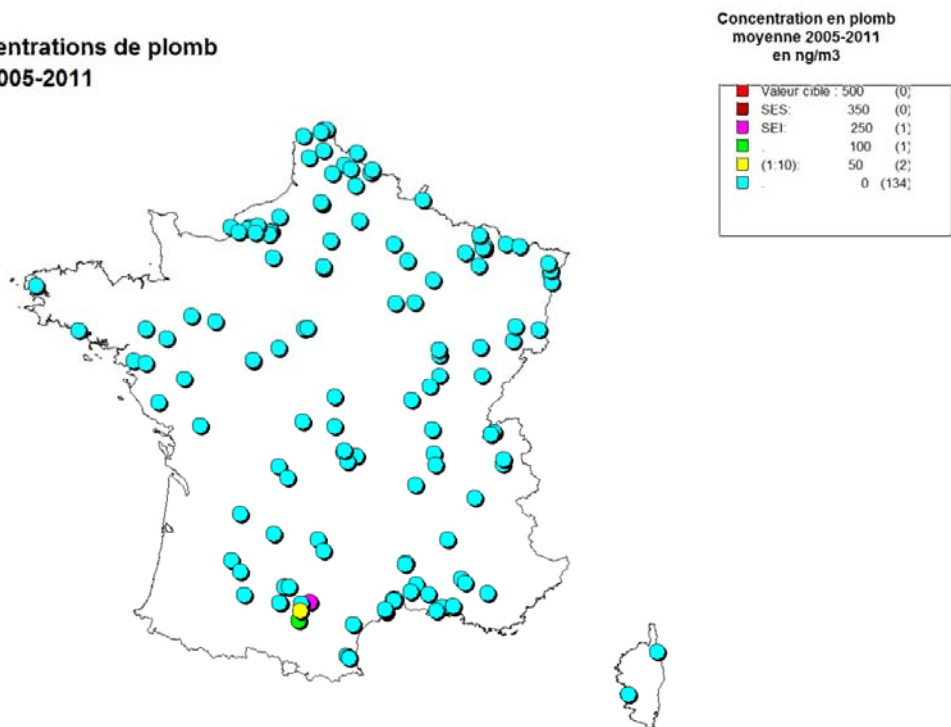 entrations de plomb
005-2011
Concentration en plomb
moyenne 2005-2011
en ng/m3
Valeur cible : 500 (0)
SES: 350 (0)
SEI: 250 (1)
. 100 (1)
(1:10): 50 (2)
. 0 (134)